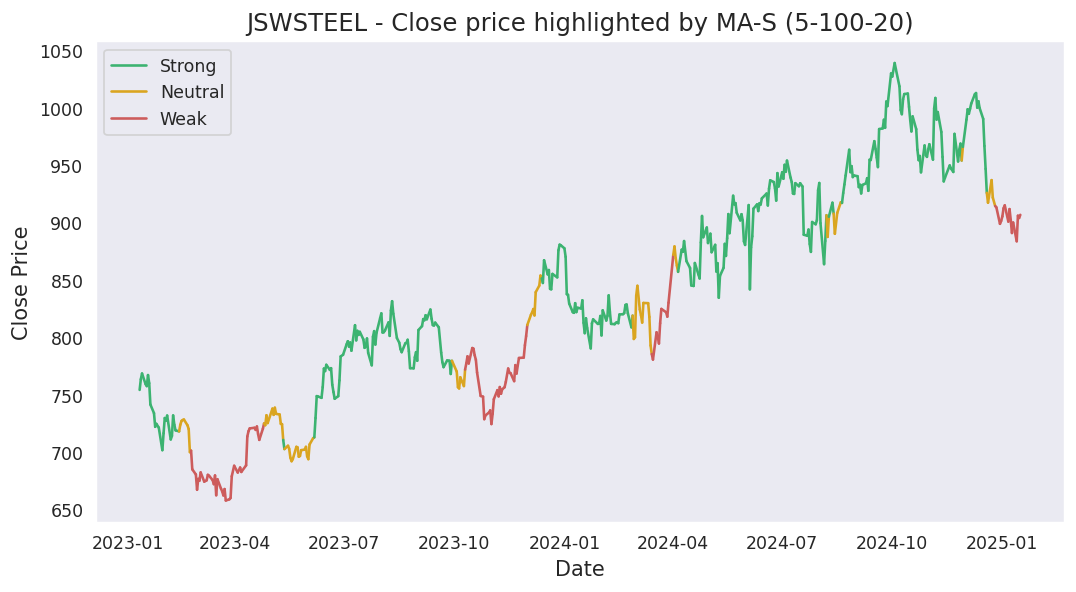 JSWSTEEL - Close price highlighted by MA-S (5-100-20)
Strong
Neutral
Weak
Close Price
1050
1000
950
900
850
800
750
700
650
2023-01 2023-04 2023-07 2023-10 2024-01 2024-04 2024-07 2024-10 2025-01
Date